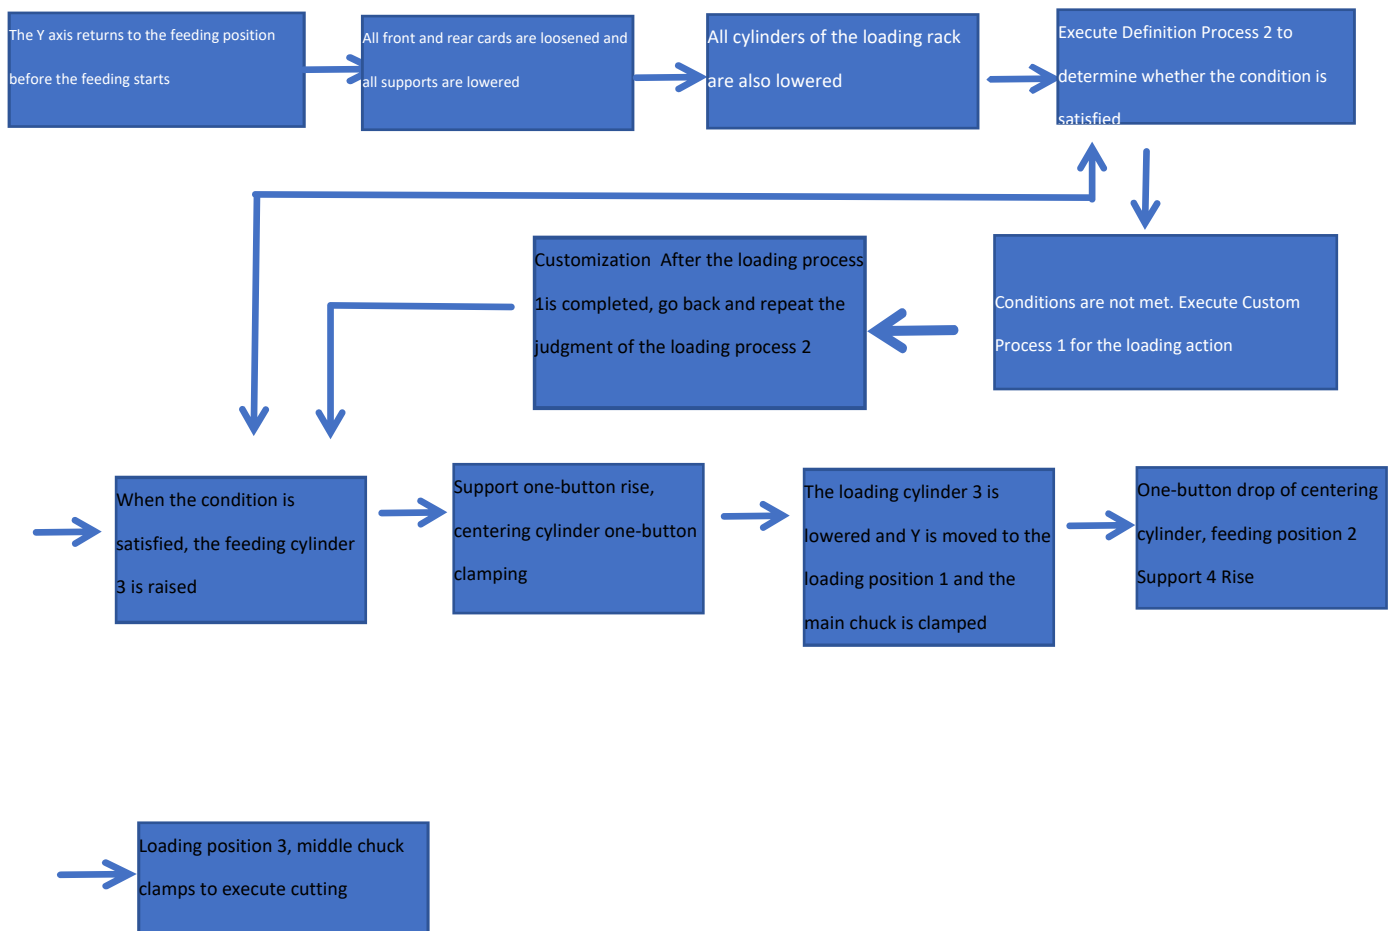 The Y axis returns to the feeding position
before the feeding starts
All front and rear cards are loosened and
all supports are lowered
All cylinders of the loading rack
are also lowered
Execute Definition Process 2 to
determine whether the condition is
satisfied
Conditions are not met. Execute Custom
Process 1 for the loading action
Customization  After the loading process
1is completed, go back and repeat the
judgment of the loading process 2
When the condition is
satisfied, the feeding cylinder
3 is raised
Support one-button rise,
centering cylinder one-button
clamping
The loading cylinder 3 is
lowered and Y is moved to the
loading position 1 and the
main chuck is clamped
One-button drop of centering
cylinder, feeding position 2
Support 4 Rise
Loading position 3, middle chuck
clamps to execute cutting